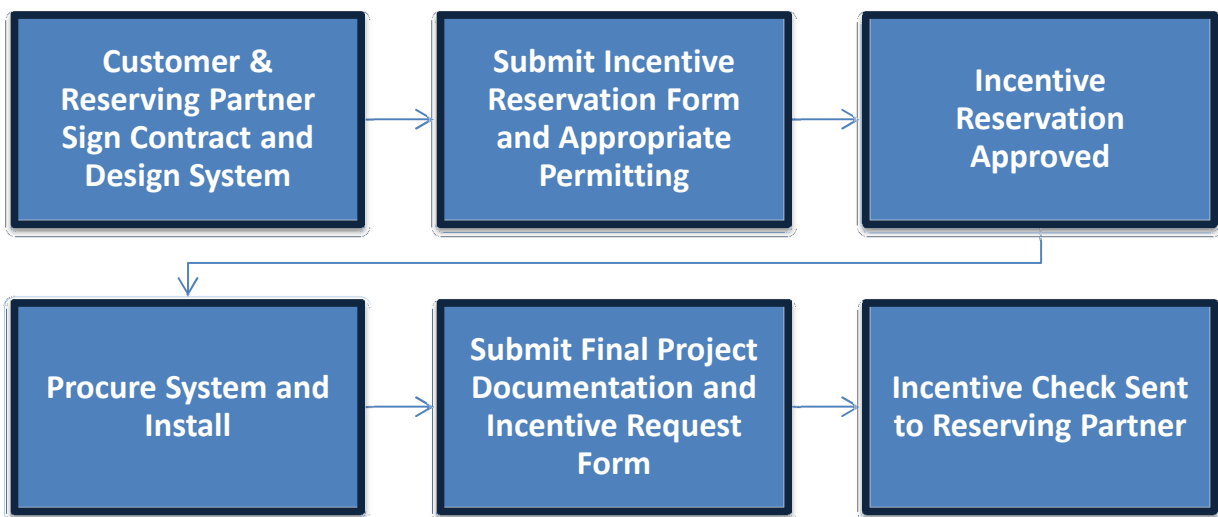 Customer &
Reserving Partner
Sign Contract and
Design System
Submit Incentive
Reservation Form
and Appropriate
Permitting
Incentive
Reservation
Approved
Procure System and
Install
Submit Final Project
Documentation and
Incentive Request
Form
Incentive Check Sent
to Reserving Partner